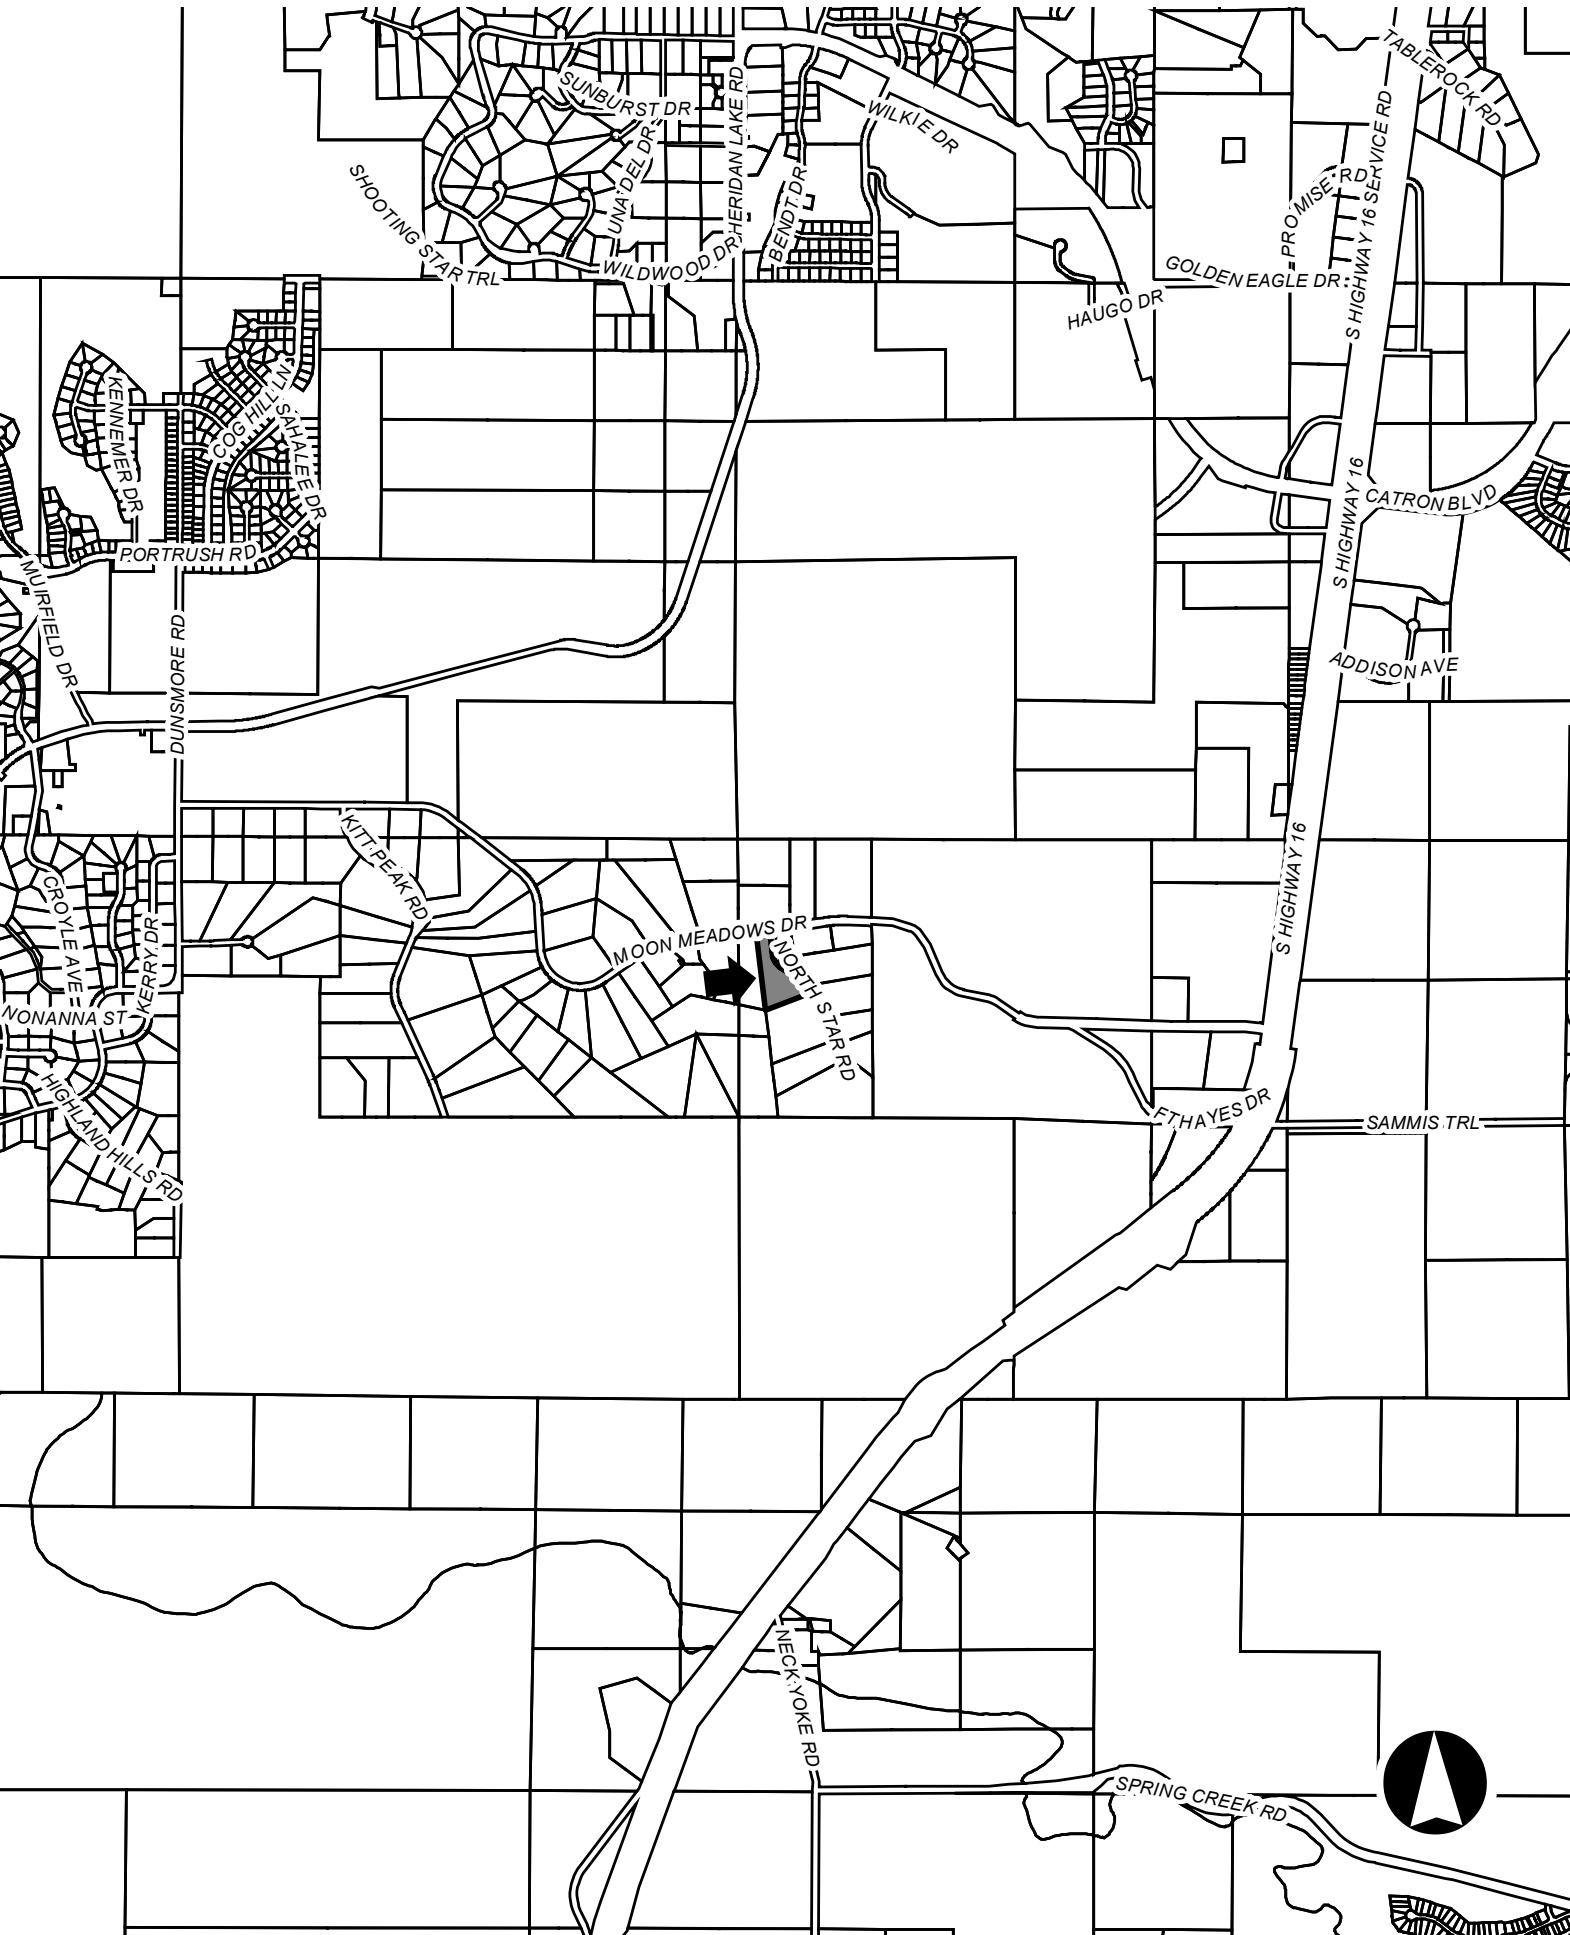 TABLEROCK RD
SUNBURST DR
WILKIE DR
S HIGHWAY 16 SERVICE RD
SHERIDAN LAKE RD
UNADEL DR
SHOOTING STAR TRL
BENDT DR
PROMISE RD
WILDWOOD DR
GOLDEN EAGLE DR
HAUGO DR
KENNEMER DR
COG HILL LN
SAHALEE DR
S HIGHWAY 16
CATRON BLVD
PORTRUSH RD
MUIRFIELD DR
DUNSMORE RD
ADDISON AVE
KITT PEAK RD
S HIGHWAY 16
CROYLE AVE
KERRY DR
MOON MEADOWS DR
NORTH STAR RD
NONANNA ST
HIGHLAND HILLS RD
FT HAYES DR
SAMMIS TRL
NECK YOKE RD
SPRING CREEK RD